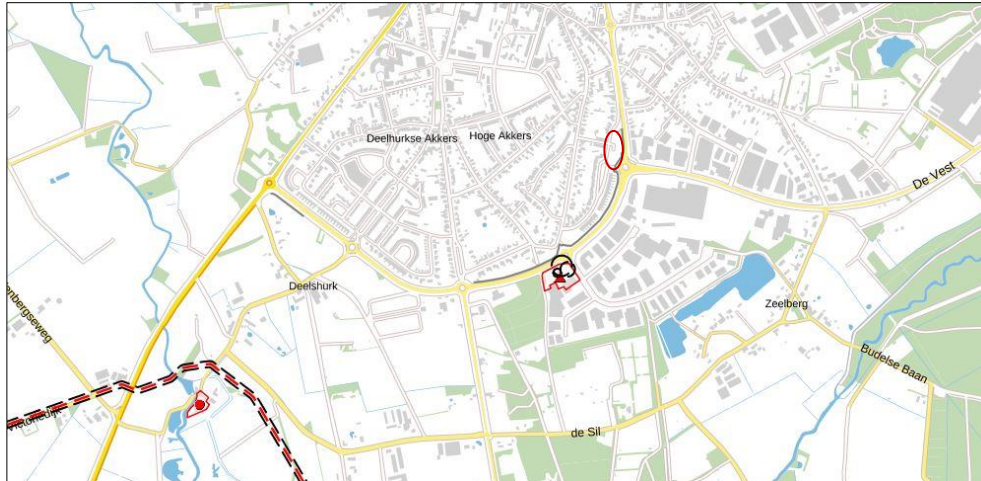 Deelhurkse Akkers
Hoge Akkers
De Vest
Deelshurk
Zeelberg
Budelse Baan
de Sil